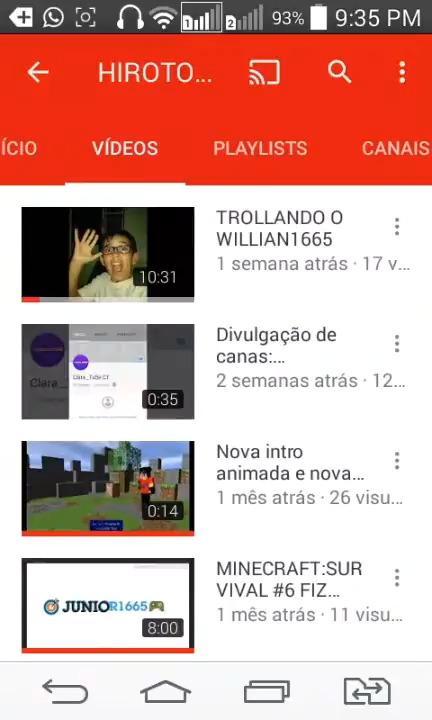 93% 9:35 PM
HIROTO...
ÍCIO VÍDEOS PLAYLISTS CANAIS
TROLLANDO O
WILLIAN1665
1 semana atrás · 17 v...
10:31
Divulgação de
canas:...
2 semanas atrás · 12...
0:35
Nova intro
animada e nova...
1 mês atrás · 26 visu...
0:14
MINECRAFT:SUR
VIVAL #6 FIZ...
1 mês atrás · 11 visu...
JUNIOR1665
8:00